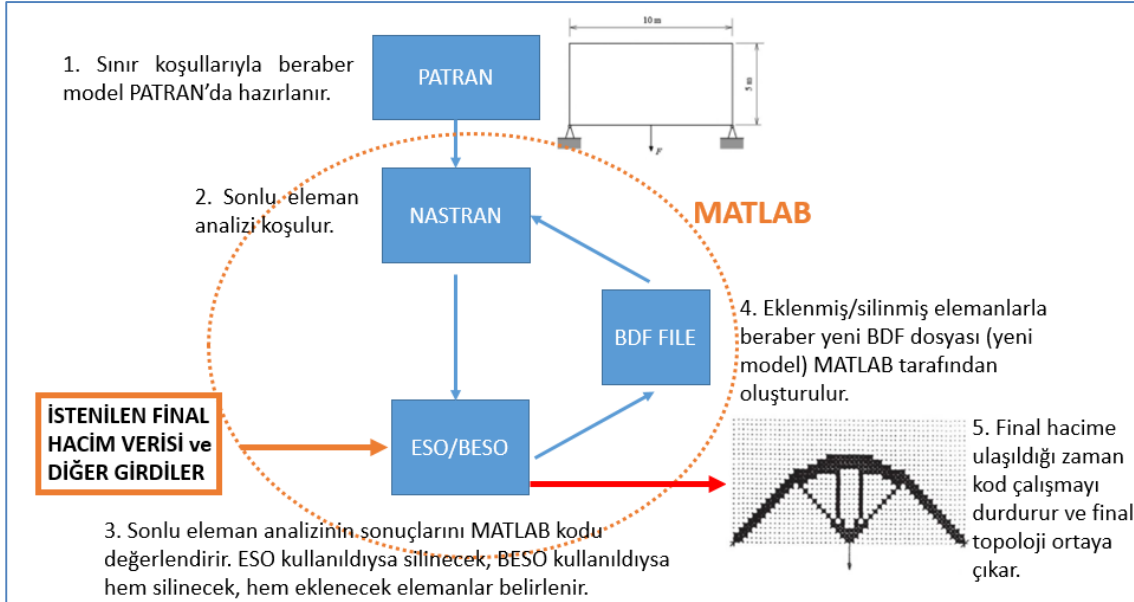 1. Sınır koşullarıyla beraber
model PATRAN'da hazırlanır.
PATRAN
10 m
5 m
F
2. Sonlu eleman
analizi koşulur.
NASTRAN
MATLAB
BDF FILE
4. Eklenmiş/silinmiş elemanlarla
beraber yeni BDF dosyası (yeni
model) MATLAB tarafından
oluşturulur.
İSTENİLEN FİNAL
HACİM VERİSİ ve
DİĞER GİRDİLER
ESO/BESO
5. Final hacime
ulaşıldığı zaman
kod çalışmayı
durdurur ve final
topoloji ortaya
çıkar.
3. Sonlu eleman analizinin sonuçlarını MATLAB kodu
değerlendirir. ESO kullanıldıysa silinecek, BESO kullanıldıysa
hem silinecek, hem eklenecek elemanlar belirlenir.